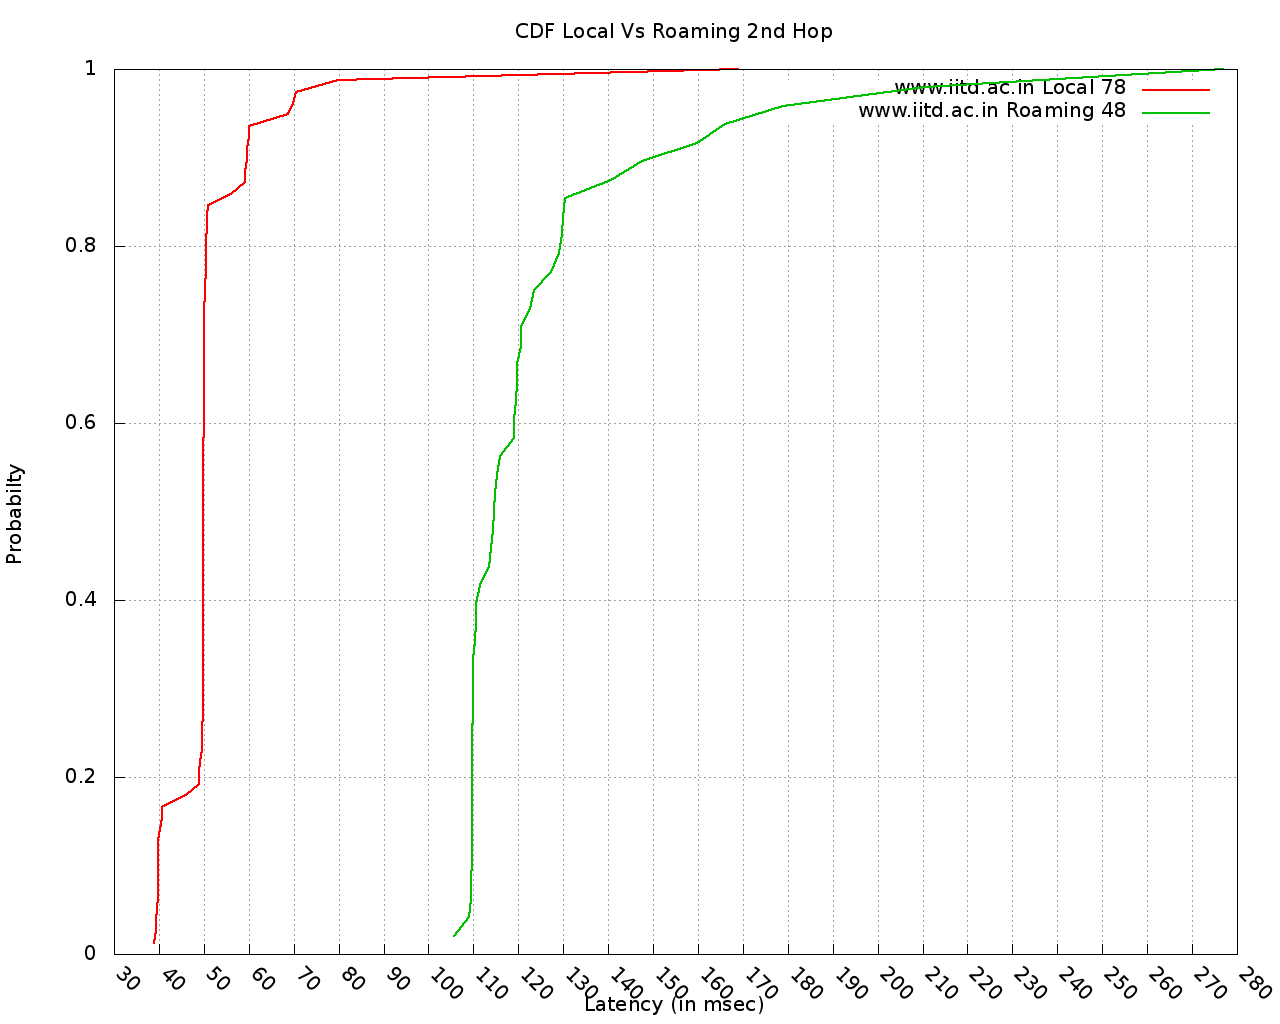 CDF Local Vs Roaming 2nd Hop
1
www.iitd.ac.in Local 78
www.iitd.ac.in Roaming 48
0.8
0.6
Probabilty
0.4
0.2
0
30 40 50 60 70 80 90 100 110 120 130 140 150 160 170 180 190 200 210 220 230 240 250 260 270 280
Latency (in msec)